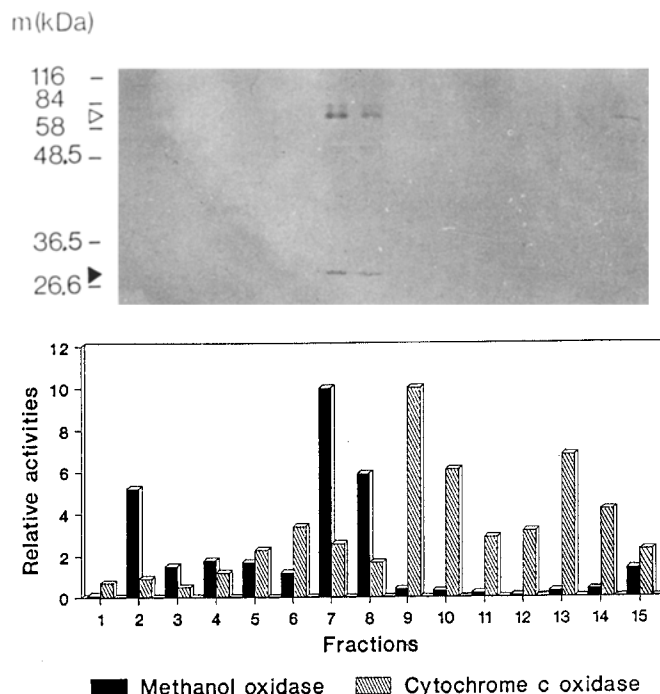 m(kDa)
116
84
58
48.5
36.5
26.6
12
10
8
6
4
2
0
Relative activities
1 2 3 4 5 6 7 8 9 10 11 12 13 14 15
Fractions
Methanol oxidase Cytochrome c oxidase